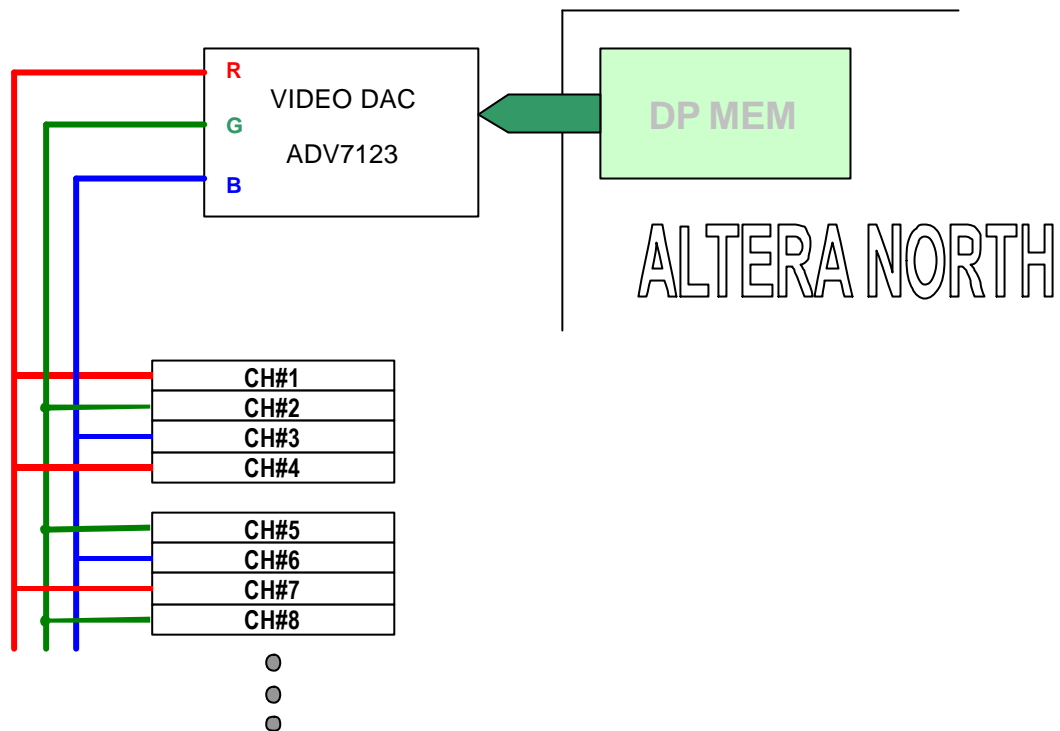 R
VIDEO DAC
G
ADV7123
B
DP MEM
ALTERA NORTH
CH#1
CH#2
CH#3
CH#4
CH#5
CH#6
CH#7
CH#8